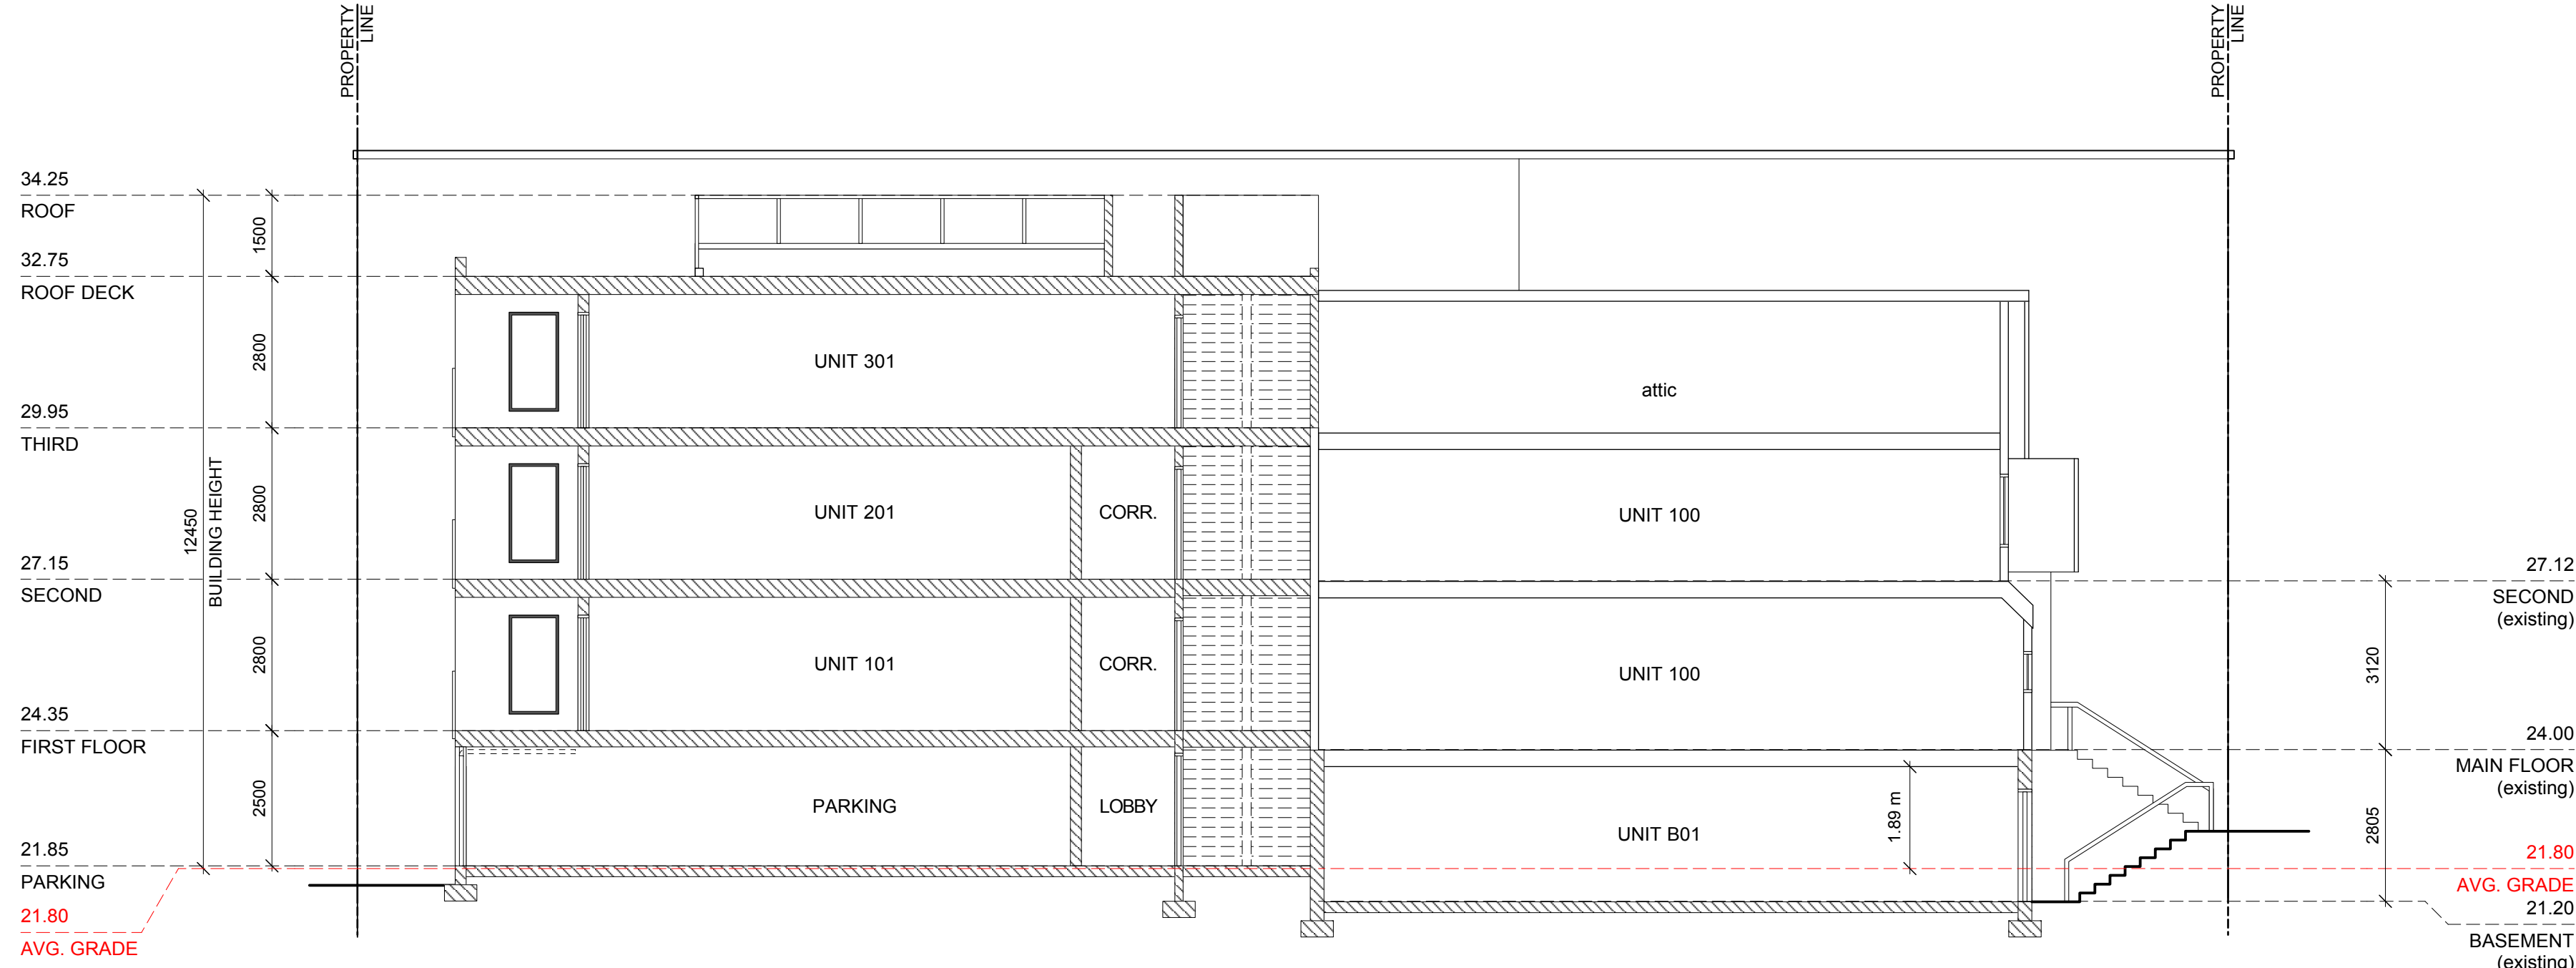 PROPERTY
LINE
PROPERTY
LINE
34.25
ROOF
1500
32.75
ROOF DECK
2800
UNIT 301
attic
29.95
THIRD
12450
BUILDING HEIGHT
2800
UNIT 201
CORR.
UNIT 100
27.15
SECOND
27.12
SECOND
(existing)
2800
UNIT 101
CORR.
UNIT 100
3120
24.35
FIRST FLOOR
24.00
MAIN FLOOR
(existing)
2500
PARKING
LOBBY
1.89 m
UNIT B01
2805
21.85
PARKING
21.80
AVG. GRADE
21.80
AVG. GRADE
21.20
BASEMENT
(existing)